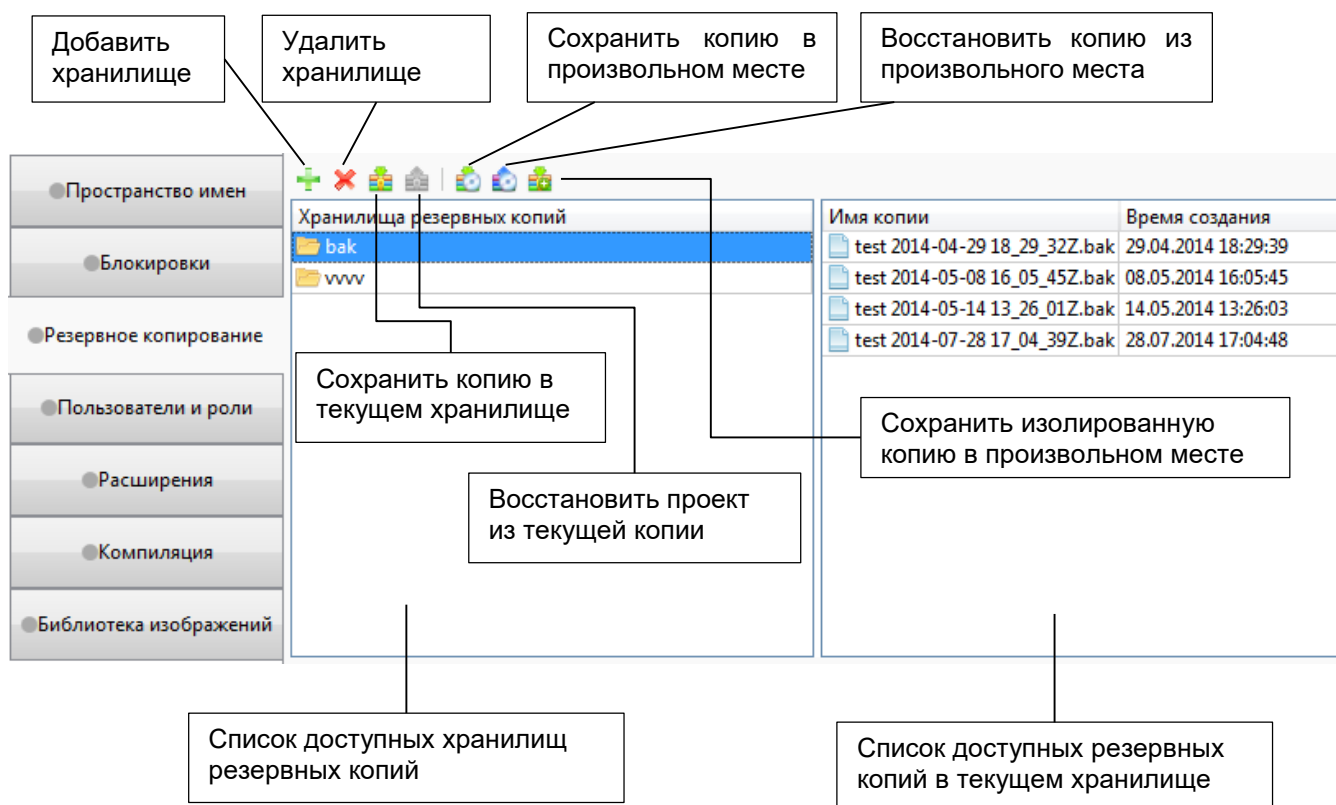 Добавить
хранилище
Удалить
хранилище
Сохранить копию в
произвольном месте
Восстановить копию из
произвольного места
Пространство имен
Блокировки
Резервное копирование
Пользователи и роли
Расширения
Компиляция
Библиотека изображений
Хранилища резервных копий
bak
vvvv
Имя копии Время создания
test 2014-04-29 18_29_32Z.bak 29.04.2014 18:29:39
test 2014-05-08 16_05_45Z.bak 08.05.2014 16:05:45
test 2014-05-14 13_26_01Z.bak 14.05.2014 13:26:03
test 2014-07-28 17_04_39Z.bak 28.07.2014 17:04:48
Сохранить копию в
текущем хранилище
Сохранить изолированную
копию в произвольном месте
Восстановить проект
из текущей копии
Список доступных хранилищ
резервных копий
Список доступных резервных
копий в текущем хранилище